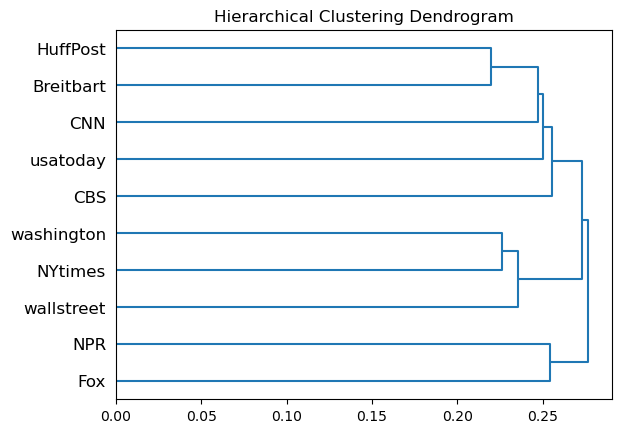 Hierarchical Clustering Dendrogram
HuffPost
Breitbart
CNN
usatoday
CBS
washington
NYtimes
wallstreet
NPR
Fox
0.00 0.05 0.10 0.15 0.20 0.25